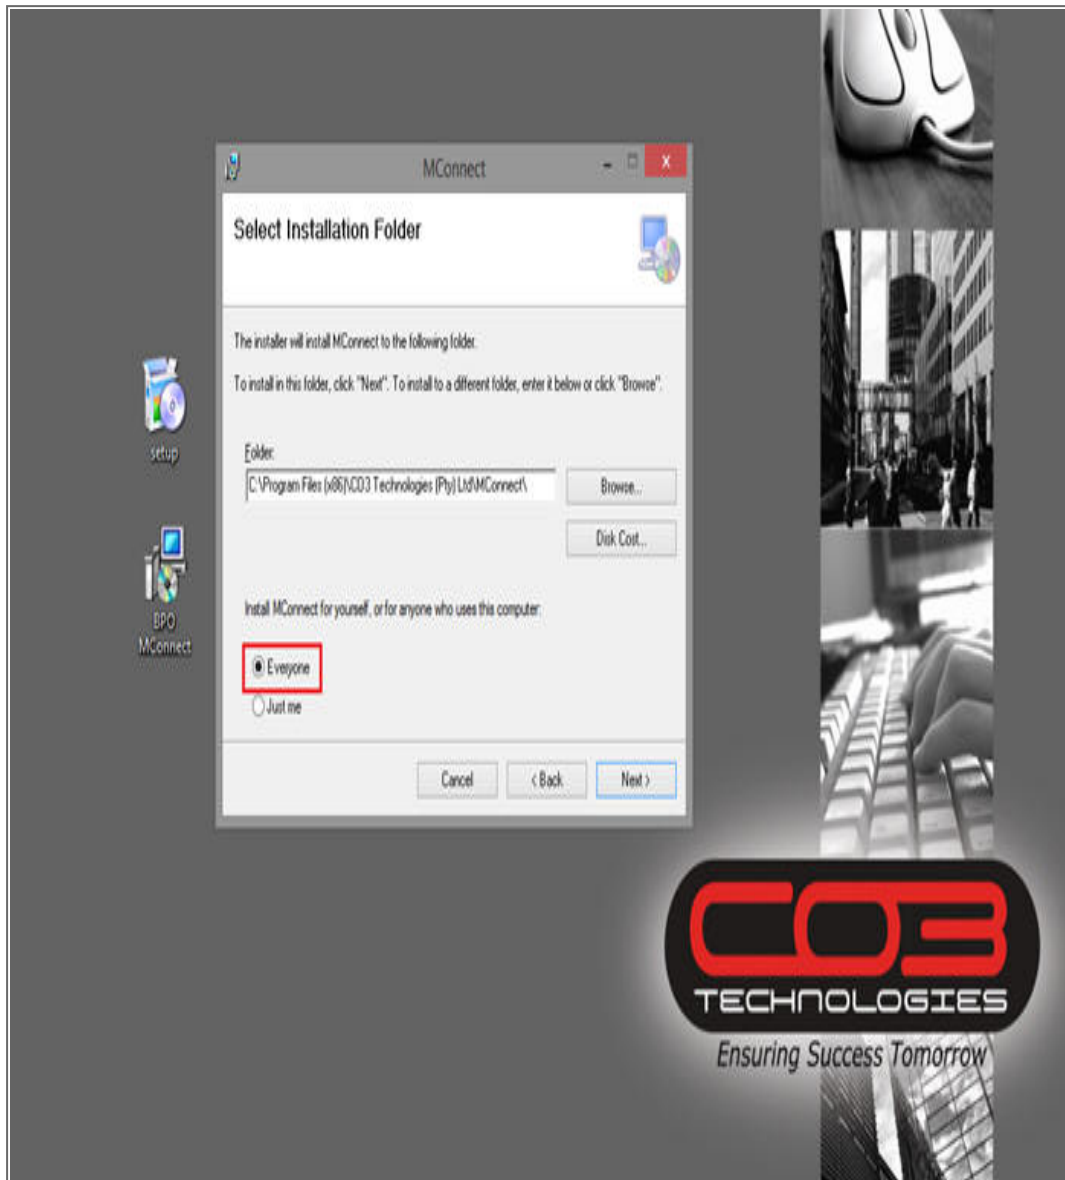 MConnect
Select Installation Folder
The installer will install MConnect to the following folder.
To install in this folder, click "Next". To install to a different folder, enter it below or click "Browse".
Folder:
C:\Program Files (x86)\CO3 Technologies (Pty) Ltd\MConnect\
Browse...
Disk Cost...
Install MConnect for yourself, or for anyone who uses this computer:
Everyone
Just me
Cancel
< Back
Next >
setup
BPO
MConnect
CO3
TECHNOLOGIES
Ensuring Success Tomorrow